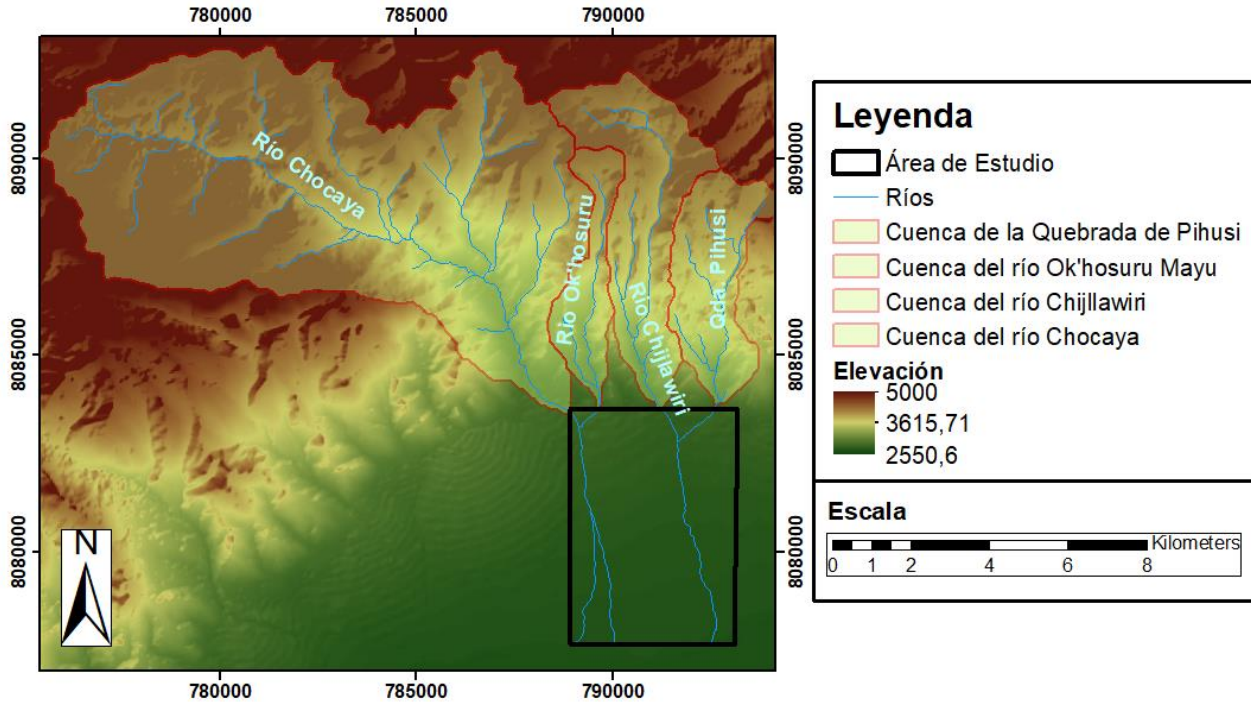 780000 785000 790000
8090000 8090000
8085000 8085000
8080000 8080000
780000 785000 790000
Río Chocaya
Río Ok'hosuru
Río Chijlawiri
Qda. Pihusi
N
Leyenda
Área de Estudio
Ríos
Cuenca de la Quebrada de Pihusi
Cuenca del río Ok'hosuru Mayu
Cuenca del río Chijllawiri
Cuenca del río Chocaya
Elevación
5000
3615,71
2550,6
Escala
Kilometers
0 1 2 4 6 8